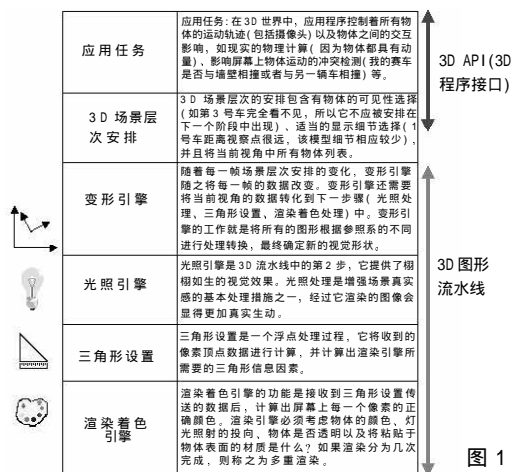 应用任务
应用任务:在3D世界中,应用程序控制着所有物
体的运动轨迹(包括摄像头)以及物体之间的交互
影响,如现实的物理计算(因为物体都具有动
量)、影响屏幕上物体运动的冲突检测(我的赛车
是否与墙壁相撞或者与另一辆车相撞)等。
3D API(3D
程序接口)
3D 场景层
次安排
3D 场景层次的安排包含有物体的可见性选择
(如第3号车完全看不见,所以它不应被安排在
下一个阶段中出现)、适当的显示细节选择(1
号车距离视察点很远,该模型细节相应较少),
并且将当前视角中所有物体列表。
变形引擎
随着每一帧场景层次安排的变化,变形引擎
随之将每一帧的数据改变。变形引擎还需要
将当前视角的数据转化到下一步骤(光照处
理、三角形设置、渲染着色处理)中。变形引
擎的工作就是将所有的图形根据参照系的不同
进行处理转换,最终确定新的视觉形状。
光照引擎
光照引擎是3D流水线中的第2步,它提供了栩
栩如生的视觉效果。光照处理是增强场景真实
感的基本处理措施之一,经过它渲染的图像会
显得更加真实生动。
3D图形
流水线
三角形设置
三角形设置是一个浮点处理过程,它将收到的
像素顶点数据进行计算,并计算出渲染引擎所
需要的三角形信息因素。
渲染着色
引擎
渲染着色引擎的功能是接收到三角形设置传
送的数据后,计算出屏幕上每一个像素的正
确颜色。渲染引擎必须考虑物体的颜色、灯
光照射的投向、物体是否透明以及将粘贴于
物体表面的材质是什么?如果渲染分为几次
完成,则称之为多重渲染。
图 1